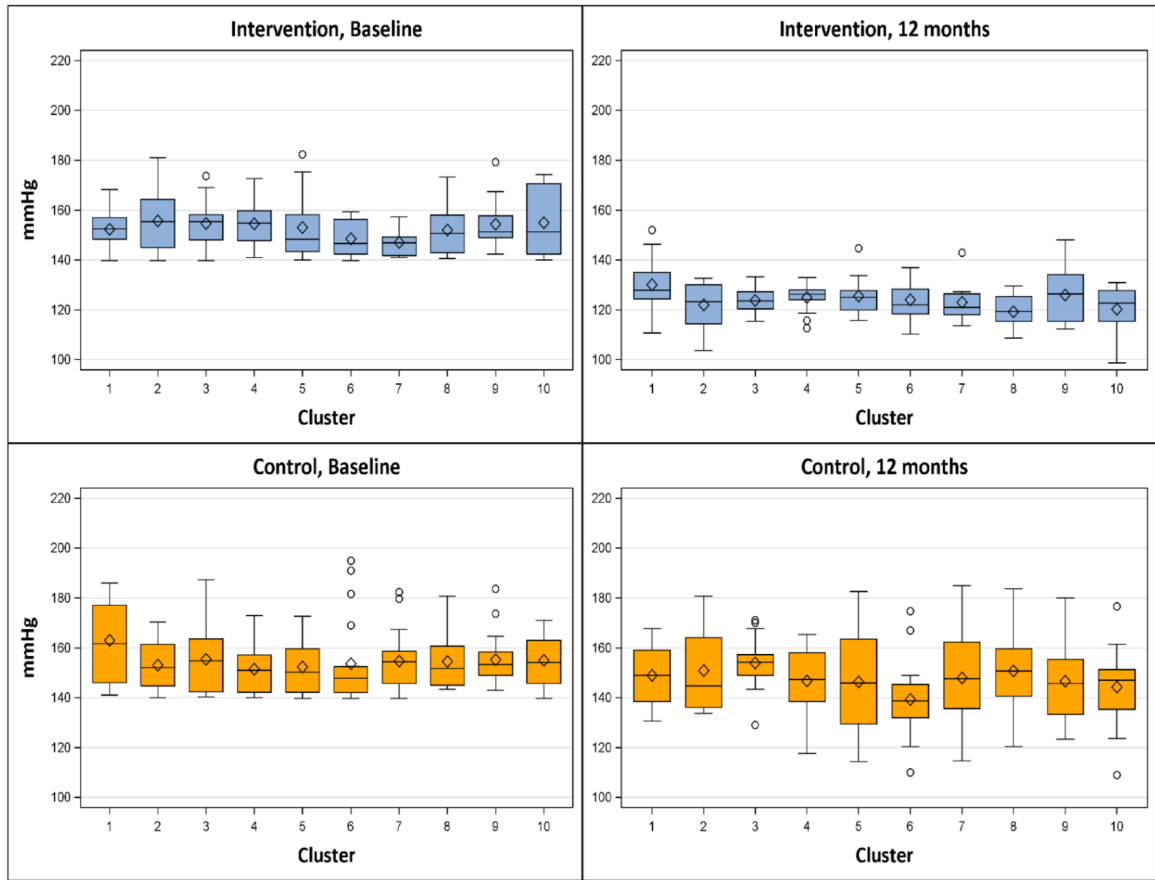 Intervention, Baseline
220
200
180
160
140
120
100
mmHg
1 2 3 4 5 6 7 8 9 10
Cluster
Intervention, 12 months
220
200
180
160
140
120
100
1 2 3 4 5 6 7 8 9 10
Cluster
Control, Baseline
220
200
180
160
140
120
100
mmHg
1 2 3 4 5 6 7 8 9 10
Cluster
Control, 12 months
220
200
180
160
140
120
100
1 2 3 4 5 6 7 8 9 10
Cluster